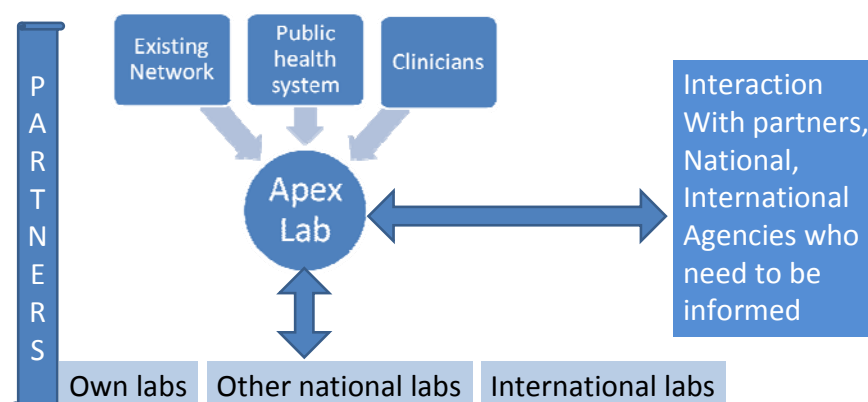 PARTNERS
Existing
Network
Public
health
system
Clinicians
Apex
Lab
Interaction
With partners,
National,
International
Agencies who
need to be
informed
Own labs
Other national labs
International labs